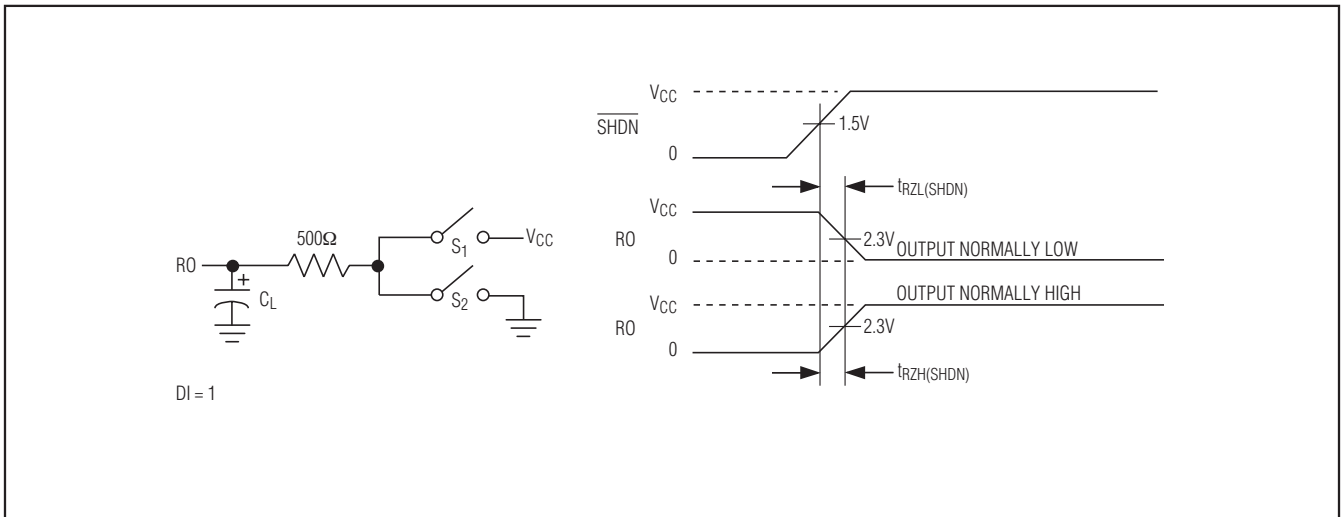 RO
500Ω
S1
VCC
S2
CL
+
DI = 1
VCC
SHDN
1.5V
0
tRZL(SHDN)
VCC
RO
2.3V
0
OUTPUT NORMALLY LOW
VCC
OUTPUT NORMALLY HIGH
RO
2.3V
0
tRZH(SHDN)